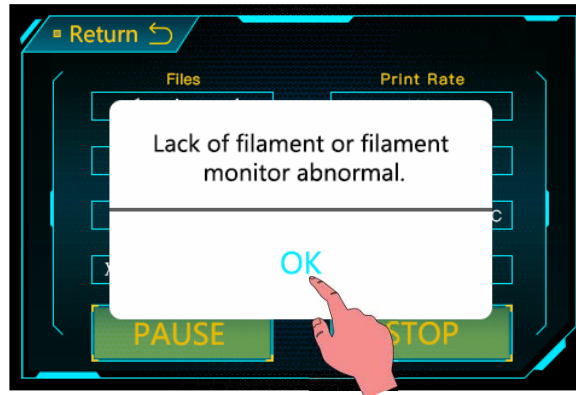 Return
Files
Print Rate
Lack of filament or filament
monitor abnormal.
C
OK
PAUSE
STOP